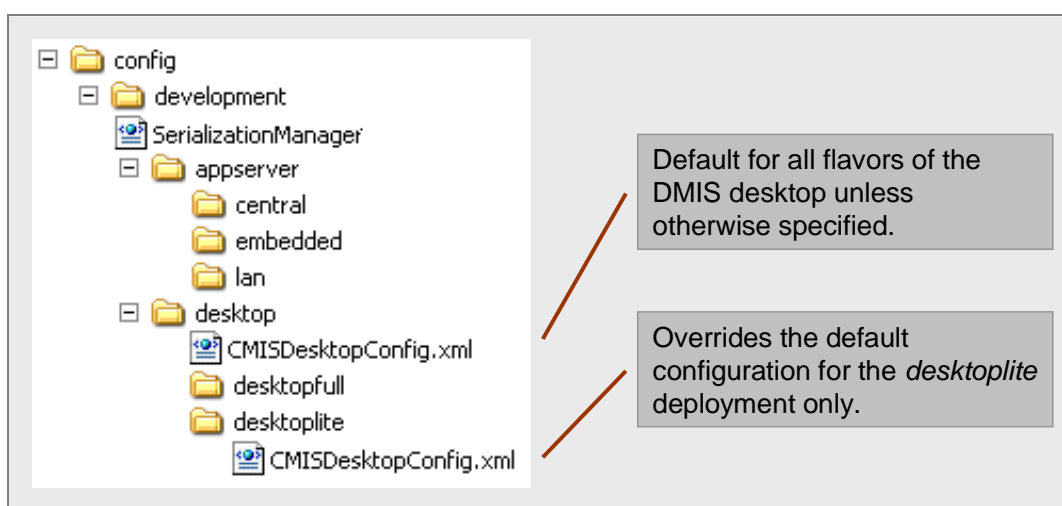 config
development
SerializationManager
appserver
central
embedded
lan
desktop
CMISDesktopConfig.xml
desktopfull
desktoplite
CMISDesktopConfig.xml
Default for all flavors of the
DMIS desktop unless
otherwise specified.
Overrides the default
configuration for the desktoplite
deployment only.